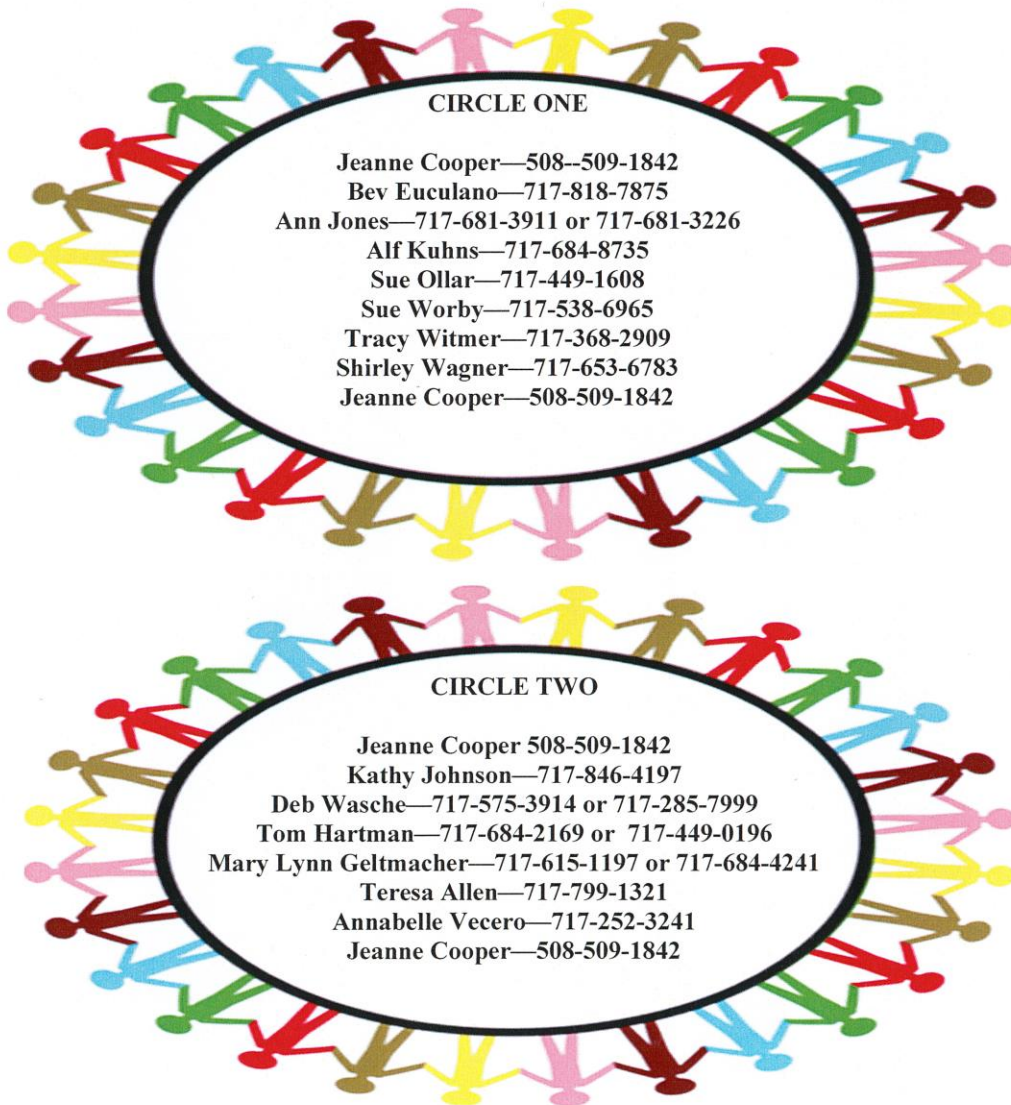 CIRCLE ONE
Jeanne Cooper—508--509-1842
Bev Euculano—717-818-7875
Ann Jones—717-681-3911 or 717-681-3226
Alf Kuhns—717-684-8735
Sue Ollar—717-449-1608
Sue Worby—717-538-6965
Tracy Witmer—717-368-2909
Shirley Wagner—717-653-6783
Jeanne Cooper—508-509-1842
CIRCLE TWO
Jeanne Cooper 508-509-1842
Kathy Johnson—717-846-4197
Deb Wasche—717-575-3914 or 717-285-7999
Tom Hartman—717-684-2169 or  717-449-0196
Mary Lynn Geltmacher—717-615-1197 or 717-684-4241
Teresa Allen—717-799-1321
Annabelle Vecero—717-252-3241
Jeanne Cooper—508-509-1842